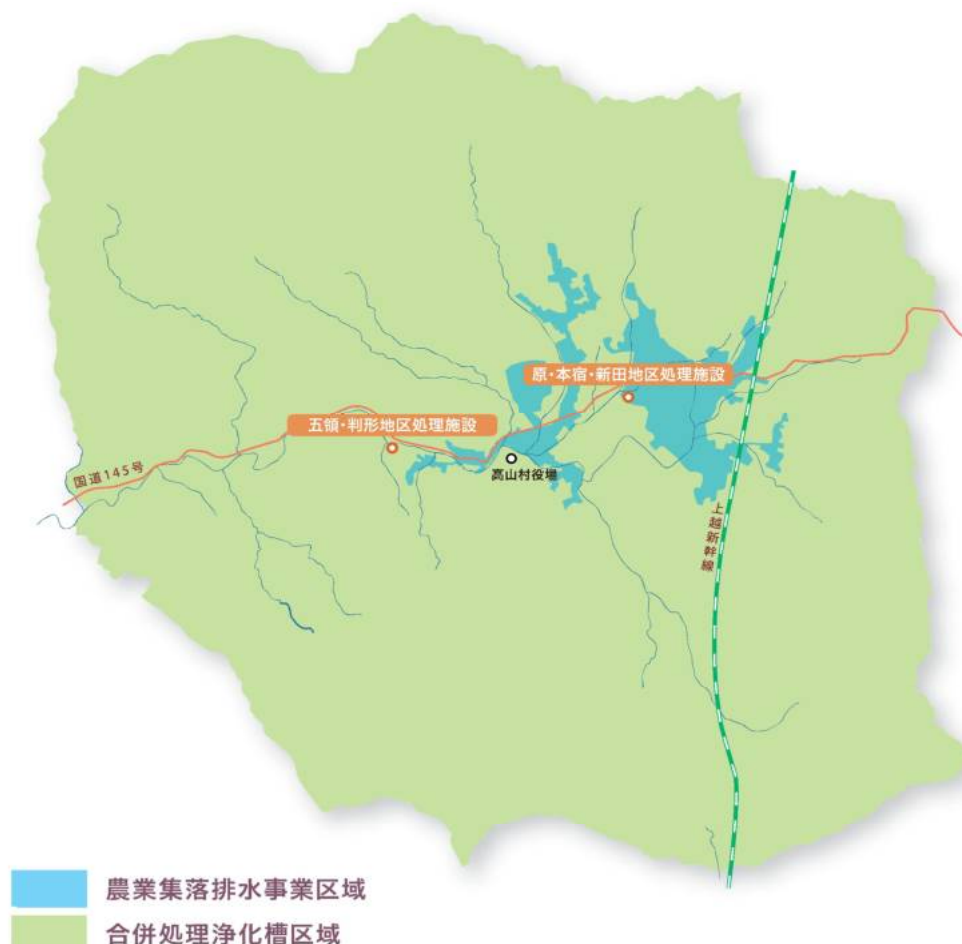 原・本宿・新田地区処理施設
五領・判形地区処理施設
高山村役場
国道145号
上越新幹線
農業集落排水事業区域
合併処理浄化槽区域